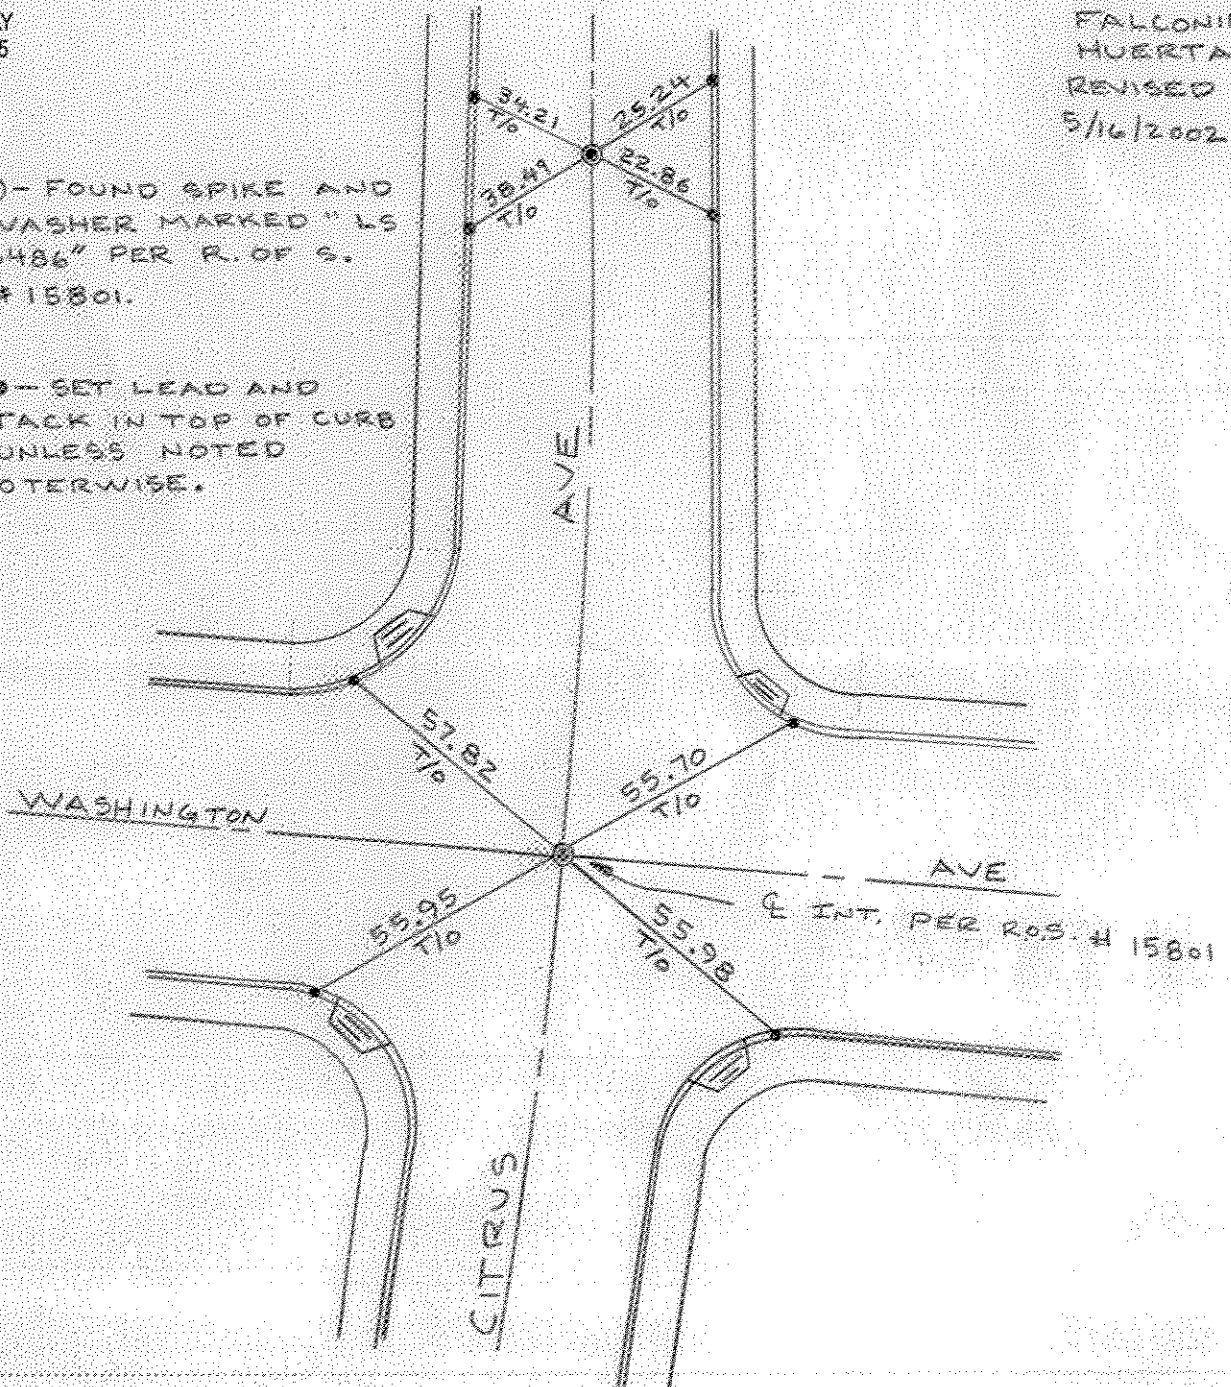 Y
5
FALCONI
HUERTA
REVISED
5/16/2002
34.21
T/O
25.24
T/O
38.49
T/O
22.86
T/O
)- FOUND SPIKE AND
WASHER MARKED "LS
5486" PER R. OF S.
# 15801.
- SET LEAD AND
TACK IN TOP OF CURB
UNLESS NOTED
OTERWISE.
AVE
57.82
T/O
55.70
T/O
WASHINGTON
AVE
℄ INT. PER R.O.S. # 15801
55.95
T/O
55.98
T/O
CITRUS